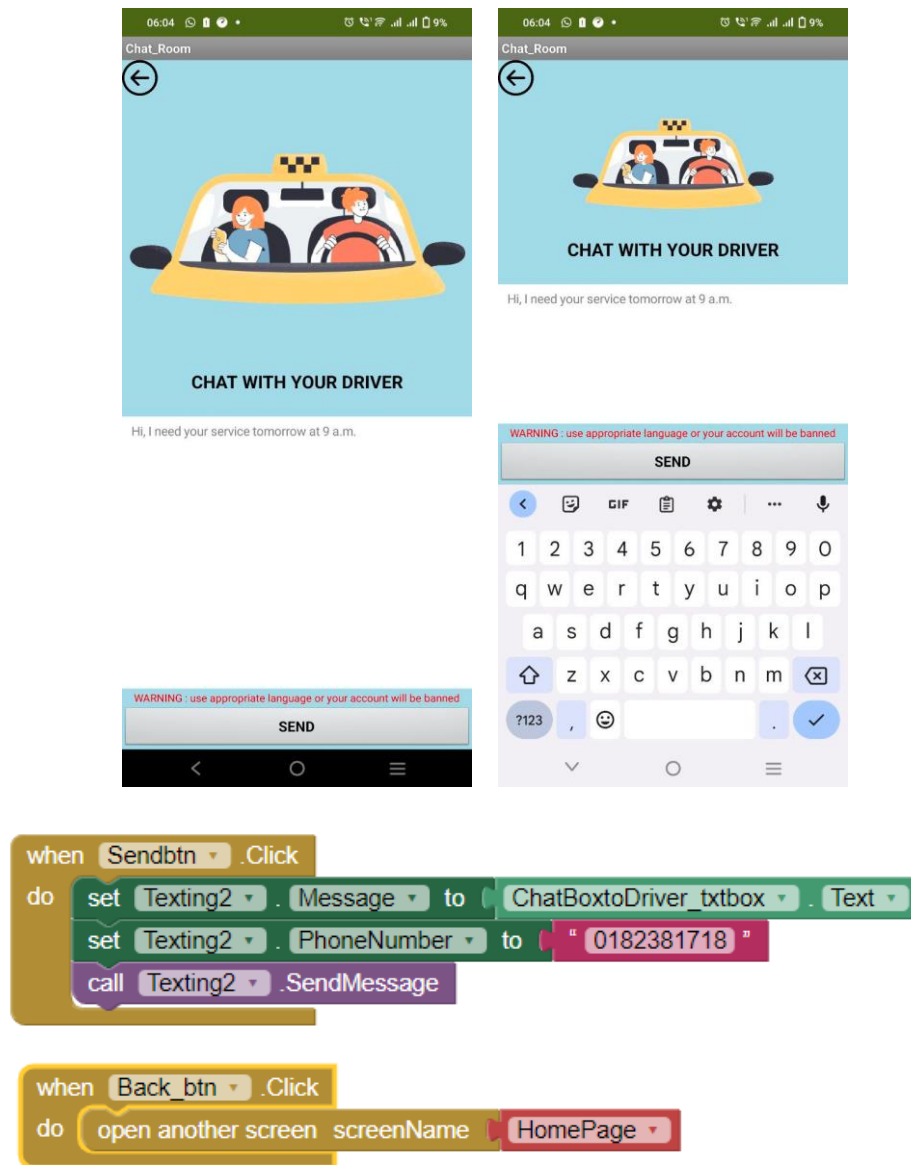 06:04 9%
Chat_Room
CHAT WITH YOUR DRIVER
Hi, I need your service tomorrow at 9 a.m.
WARNING : use appropriate language or your account will be banned
SEND
06:04 9%
Chat_Room
CHAT WITH YOUR DRIVER
Hi, I need your service tomorrow at 9 a.m.
WARNING : use appropriate language or your account will be banned
SEND
GIF
1 2 3 4 5 6 7 8 9 0
q w e r t y u i o p
a s d f g h j k l
z x c v b n m
?123 , .
when Sendbtn .Click
do set Texting2 . Message to ChatBoxtoDriver_txtbox . Text
set Texting2 . PhoneNumber to " 0182381718 "
call Texting2 .SendMessage
when Back_btn .Click
do open another screen screenName HomePage